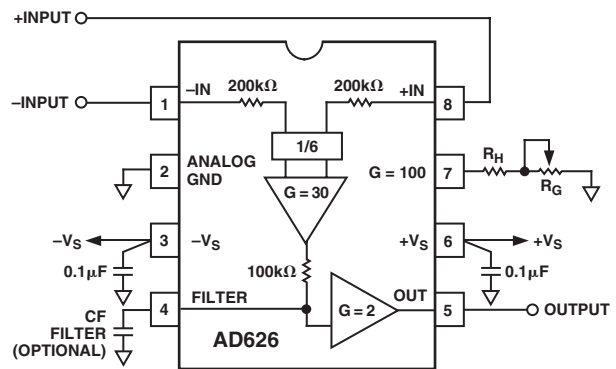 +INPUT
–INPUT
1
–IN
200kΩ
200kΩ
+IN
8
1/6
2
ANALOG
GND
G = 30
G = 100
7
R_H
R_G
–V_S
3
–V_S
+V_S
6
+V_S
0.1μF
100kΩ
0.1μF
CF
FILTER
(OPTIONAL)
4
FILTER
G = 2
OUT
5
OUTPUT
AD626